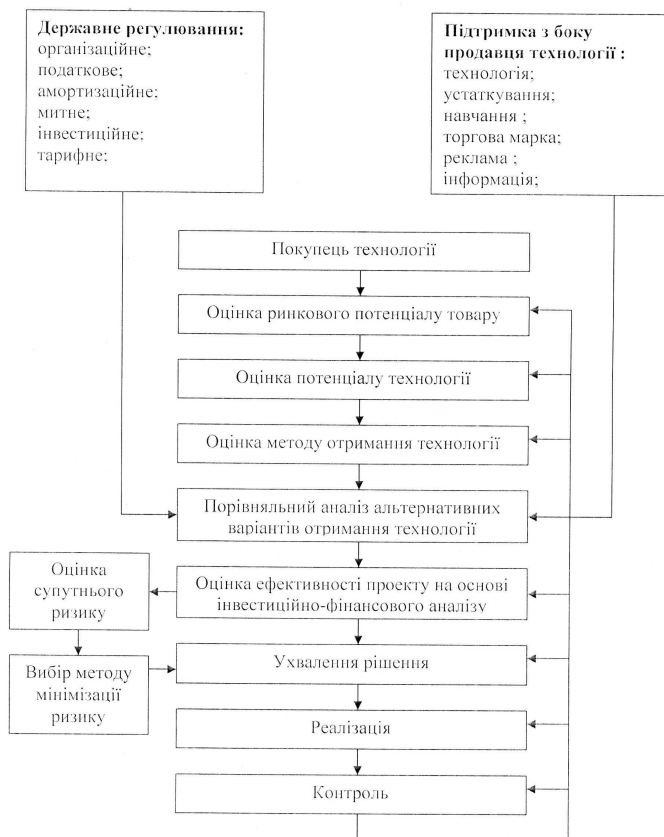 Державне регулювання:
організаційне;
податкове;
амортизаційне;
митне;
інвестиційне;
тарифне;
Підтримка з боку
продавця технології :
технологія;
устаткування;
навчання ;
торгова марка;
реклама ;
інформація;
Покупець технології
Оцінка ринкового потенціалу товару
Оцінка потенціалу технології
Оцінка методу отримання технології
Порівняльний аналіз альтернативних
варіантів отримання технології
Оцінка
супутнього
ризику
Оцінка ефективності проекту на основі
інвестиційно-фінансового аналізу
Вибір методу
мінімізації
ризику
Ухвалення рішення
Реалізація
Контроль